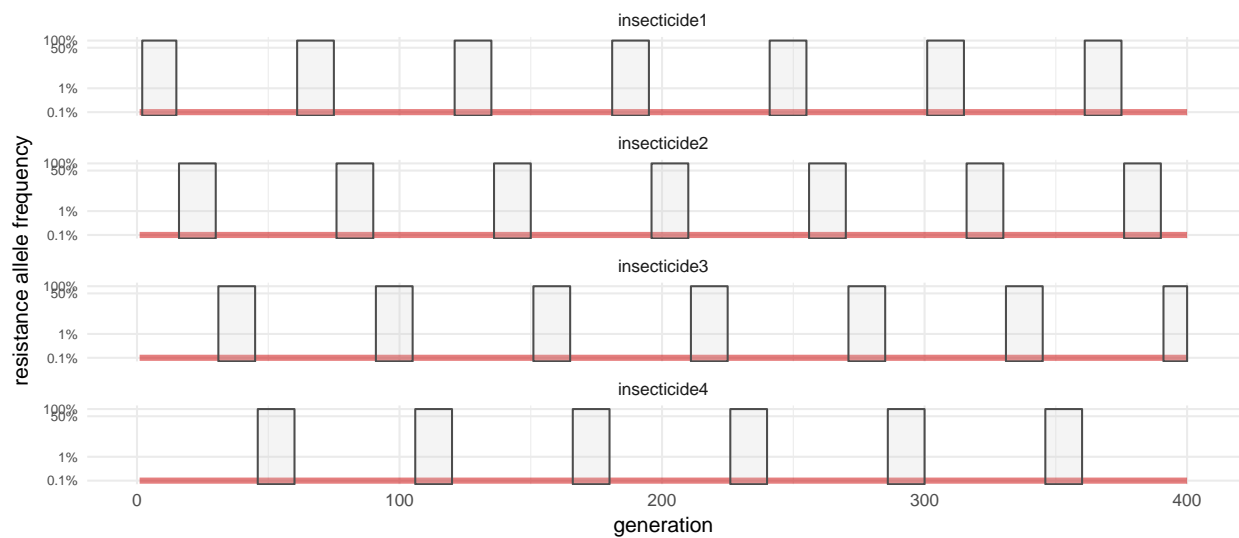 insecticide1
100%
50%
1%
0.1%
insecticide2
100%
50%
1%
0.1%
insecticide3
100%
50%
1%
0.1%
insecticide4
100%
50%
1%
0.1%
0 100 200 300 400
generation
resistance allele frequency